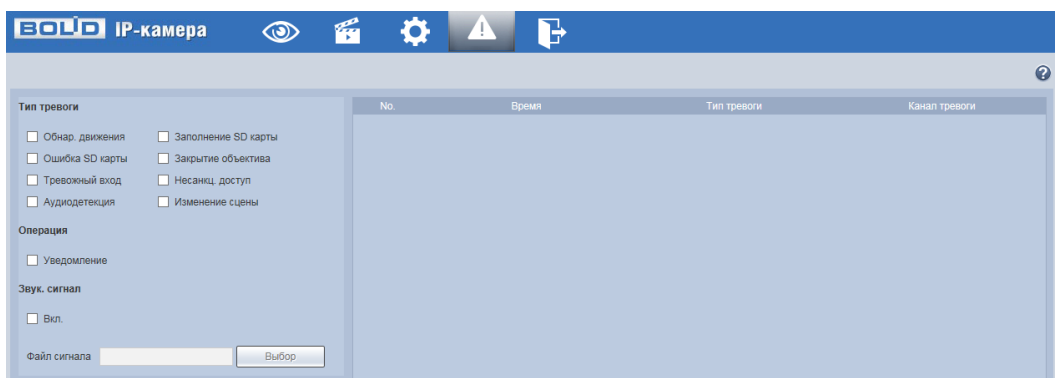 BOLID IP-камера
?
Тип тревоги
Обнар. движения Заполнение SD карты
Ошибка SD карты Закрытие объектива
Тревожный вход Несанкц. доступ
Аудиодетекция Изменение сцены
Операция
Уведомление
Звук. сигнал
Вкл.
Файл сигнала Выбор
No. Время Тип тревоги Канал тревоги